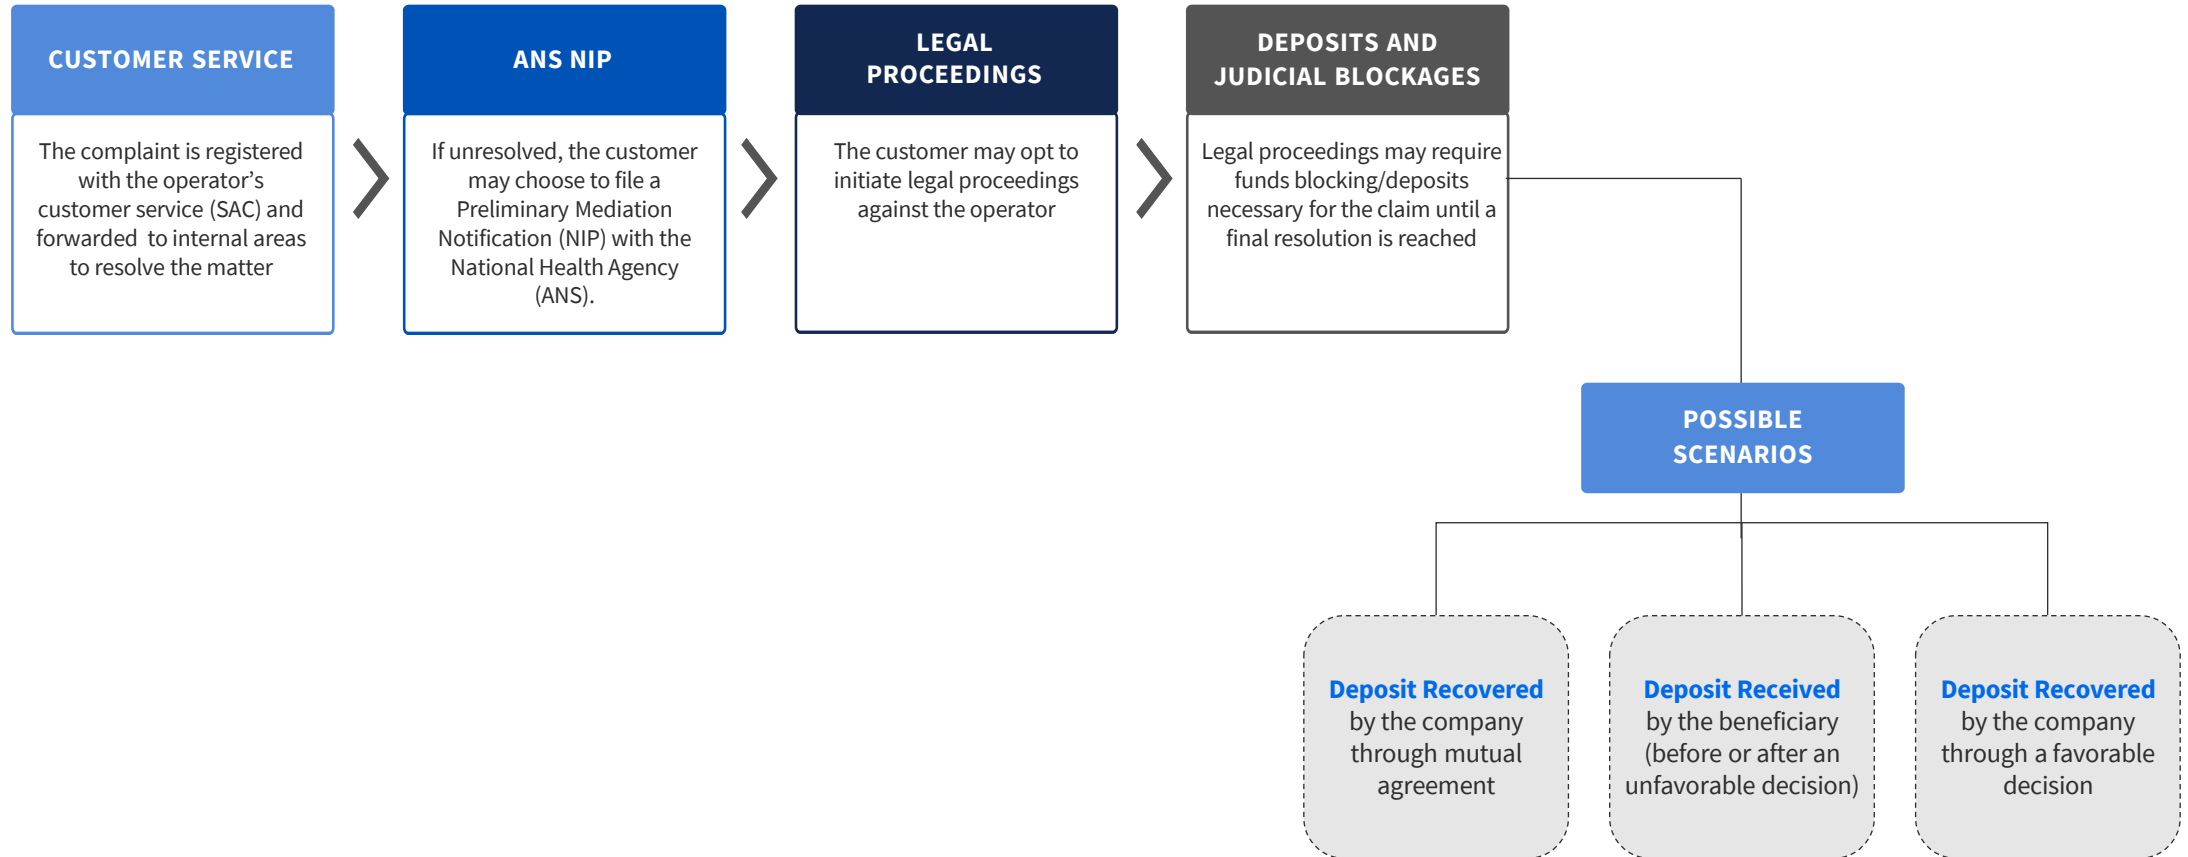 CUSTOMER SERVICE
The complaint is registered
with the operator’s
customer service (SAC) and
forwarded to internal areas
to resolve the matter
ANS NIP
If unresolved, the customer
may choose to file a
Preliminary Mediation
Notification (NIP) with the
National Health Agency
(ANS).
LEGAL
PROCEEDINGS
The customer may opt to
initiate legal proceedings
against the operator
DEPOSITS AND
JUDICIAL BLOCKAGES
Legal proceedings may require
funds blocking/deposits
necessary for the claim until a
final resolution is reached
POSSIBLE
SCENARIOS
Deposit Recovered
by the company
through mutual
agreement
Deposit Received
by the beneficiary
(before or after an
unfavorable decision)
Deposit Recovered
by the company
through a favorable
decision